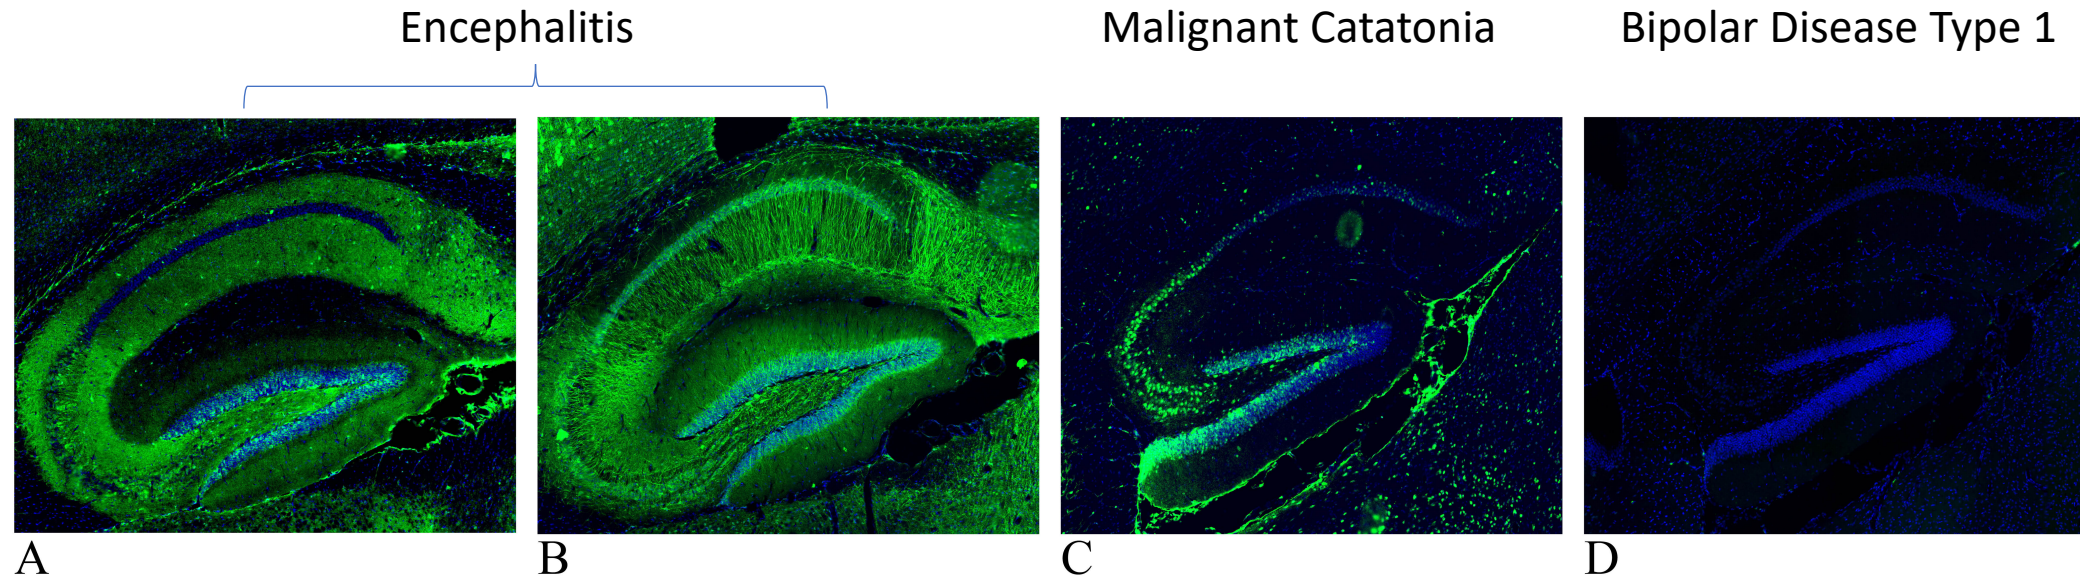 Encephalitis
Malignant Catatonia
Bipolar Disease Type 1
A
B
C
D